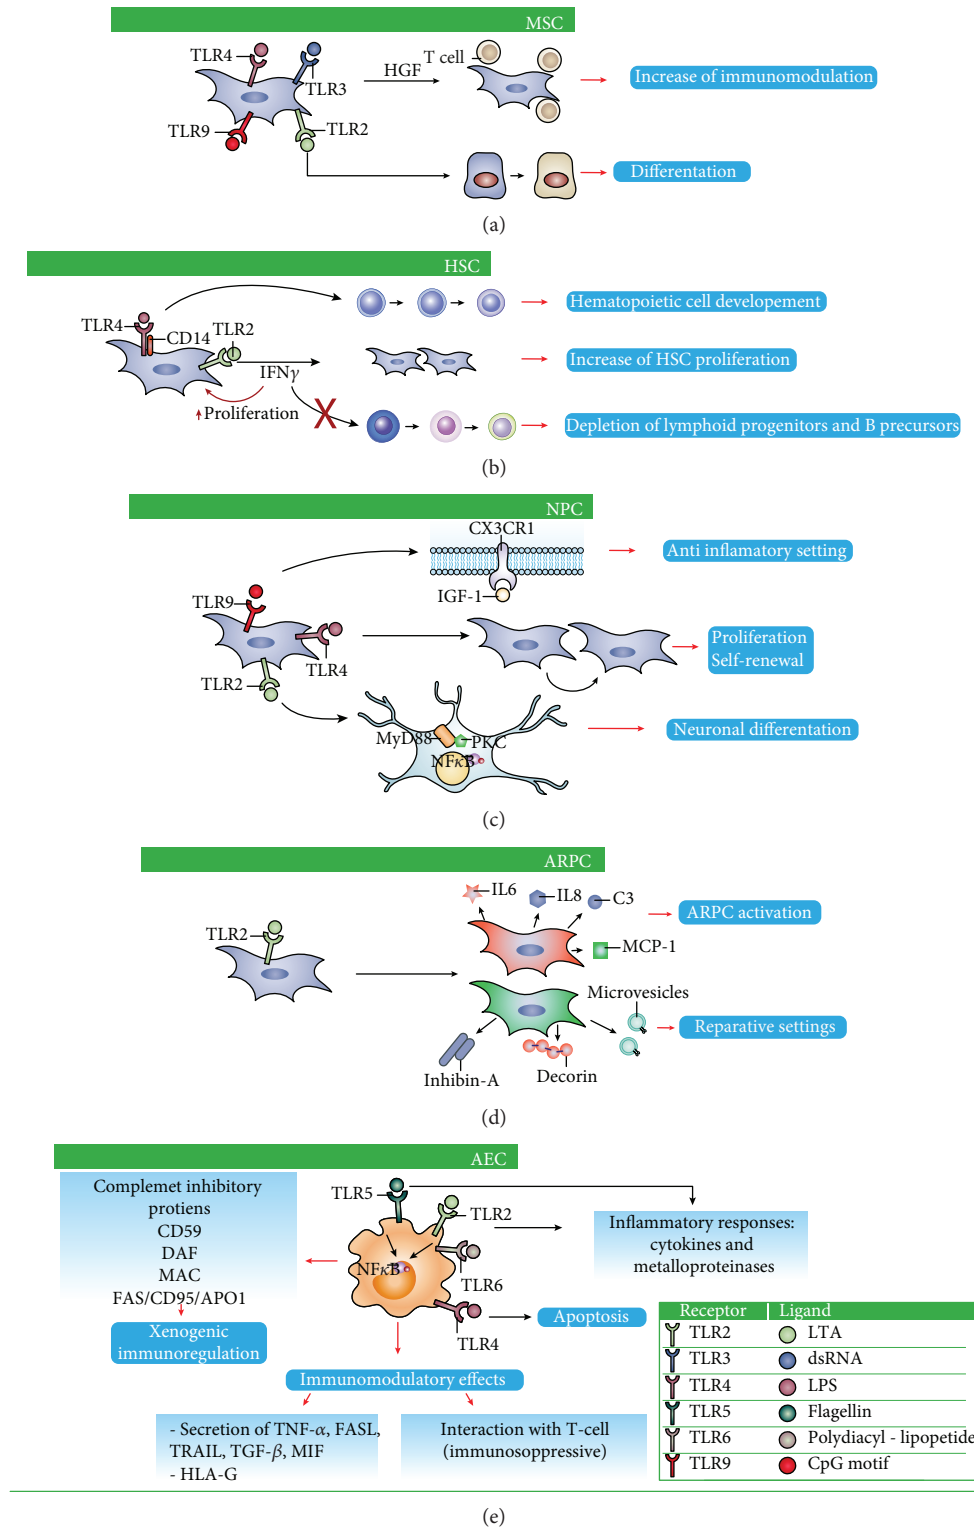 MSC
TLR4
TLR3
TLR9
TLR2
HGF
T cell
Increase of immunomodulation
Differentation
(a)
HSC
TLR4
CD14
TLR2
IFNγ
Proliferation
X
Hematopoietic cell developement
Increase of HSC proliferation
Depletion of lymphoid progenitors and B precursors
(b)
NPC
CX3CR1
IGF-1
Anti inflamatory setting
TLR9
TLR4
TLR2
Proliferation
Self-renewal
MyD88
PKC
NFκB
Neuronal differentation
(c)
ARPC
TLR2
IL6
IL8
C3
MCP-1
ARPC activation
Microvesicles
Reparative settings
Inhibin-A
Decorin
(d)
AEC
Complemet inhibitory
protiens
CD59
DAF
MAC
FAS/CD95/APO1
Xenogenic
immunoregulation
TLR5
TLR2
NFκB
TLR6
TLR4
Inflammatory responses:
cytokines and
metalloproteinases
Apoptosis
Immunomodulatory effects
- Secretion of TNF-α, FASL,
TRAIL, TGF-β, MIF
- HLA-G
Interaction with T-cell
(immunosoppressive)
Receptor Ligand
TLR2 LTA
TLR3 dsRNA
TLR4 LPS
TLR5 Flagellin
TLR6 Polydiacyl - lipopetide
TLR9 CpG motif
(e)